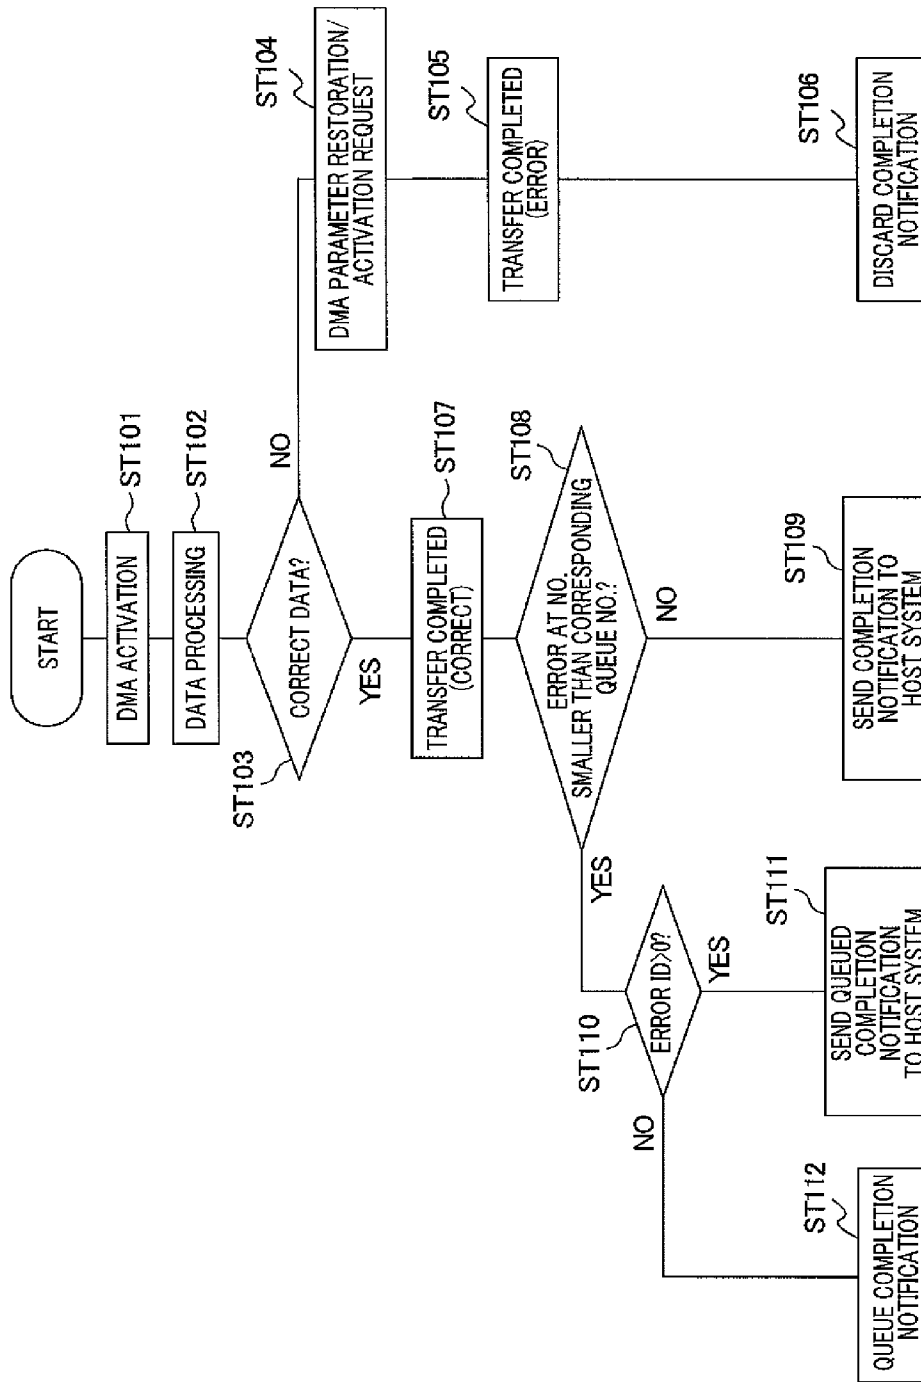 START
DMA ACTIVATION
ST101
DATA PROCESSING
ST102
CORRECT DATA?
ST103
NO
YES
DMA PARAMETER RESTORATION/
ACTIVATION REQUEST
ST104
TRANSFER COMPLETED
(ERROR)
ST105
DISCARD COMPLETION
NOTIFICATION
ST106
TRANSFER COMPLETED
(CORRECT)
ST107
ERROR AT NO.
SMALLER THAN CORRESPONDING
QUEUE NO.?
ST108
NO
YES
SEND COMPLETION
NOTIFICATION TO
HOST SYSTEM
ST109
ERROR ID>0?
ST110
YES
NO
SEND QUEUED
COMPLETION
NOTIFICATION
TO HOST SYSTEM
ST111
QUEUE COMPLETION
NOTIFICATION
ST112